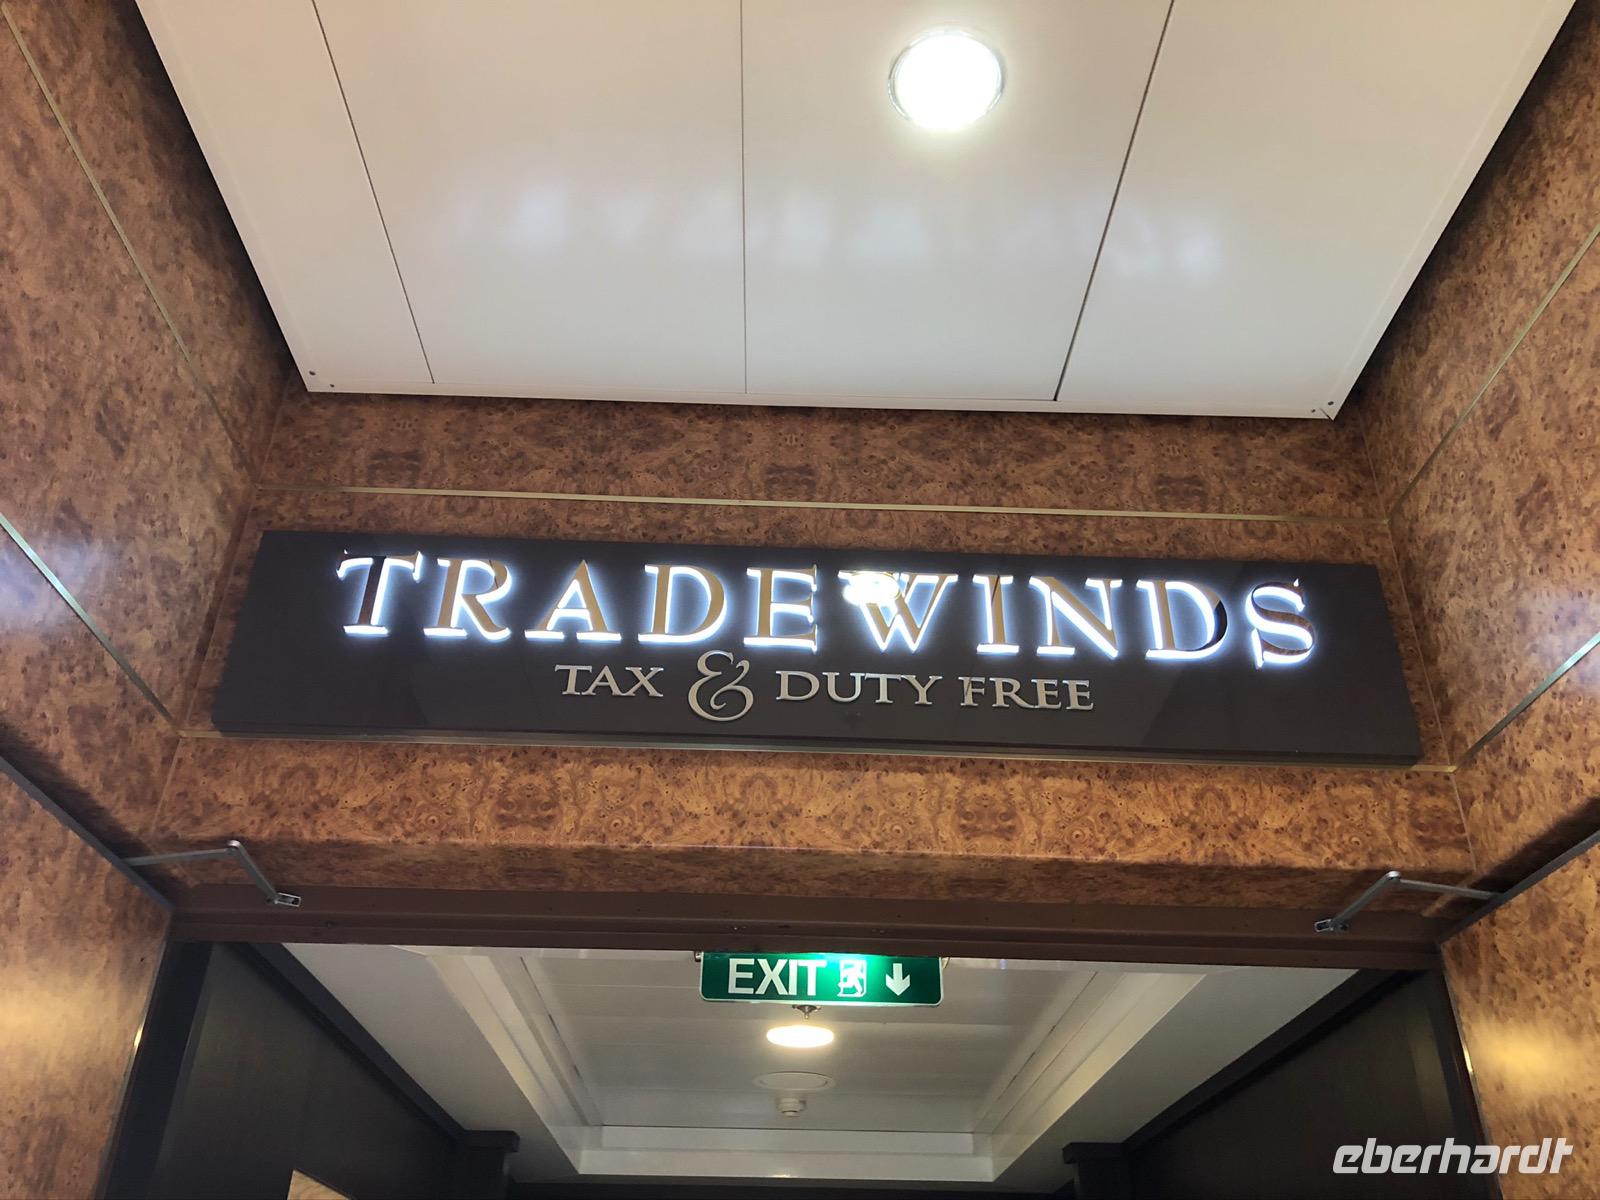 TRADEWINDS
TAX & DUTY FREE
EXIT
eberhardt